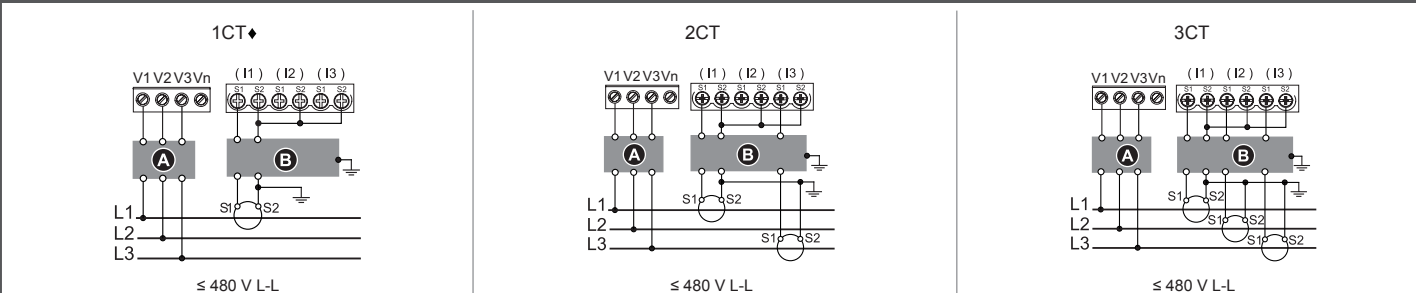 1CT♦
V1 V2 V3 Vn
( I1 ) ( I2 ) ( I3 )
S1 S2 S1 S2 S1 S2
A
B
S1 S2
L1
L2
L3
≤ 480 V L-L
2CT
V1 V2 V3 Vn
( I1 ) ( I2 ) ( I3 )
S1 S2 S1 S2 S1 S2
A
B
S1 S2
L1
L2
S1 S2
L3
≤ 480 V L-L
3CT
V1 V2 V3 Vn
( I1 ) ( I2 ) ( I3 )
S1 S2 S1 S2 S1 S2
A
B
S1 S2
L1
S1 S2
L2
S1 S2
L3
≤ 480 V L-L